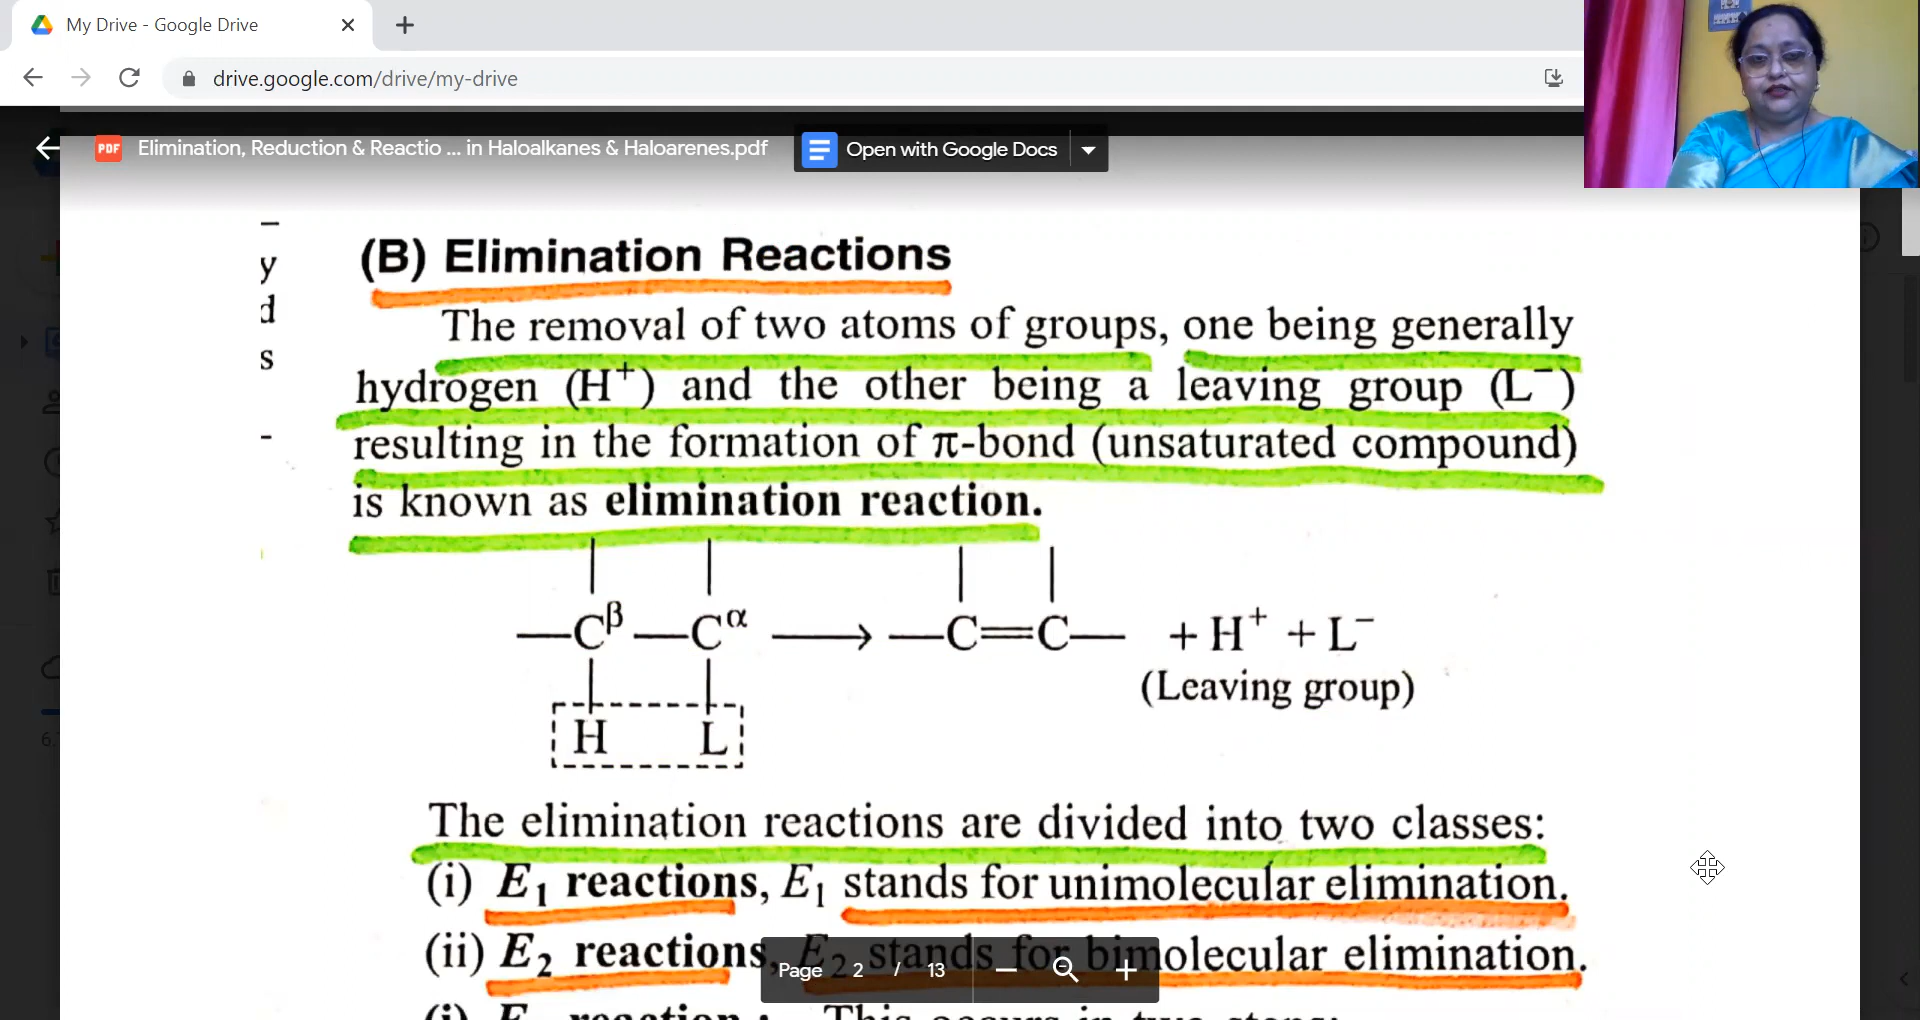 My Drive - Google Drive
drive.google.com/drive/my-drive
PDF Elimination, Reduction & Reactio ... in Haloalkanes & Haloarenes.pdf
Open with Google Docs
y
d
s
(B) Elimination Reactions
The removal of two atoms of groups, one being generally
hydrogen (H⁺) and the other being a leaving group (L⁻)
resulting in the formation of π-bond (unsaturated compound)
is known as elimination reaction.
—Cᵝ—Cᵅ ⟶ —C=C— + H⁺ + L⁻
(Leaving group)
H L
The elimination reactions are divided into two classes:
(i) E₁ reactions, E₁ stands for unimolecular elimination.
(ii) E₂ reactions, E₂ stands for bimolecular elimination.
Page 2 / 13